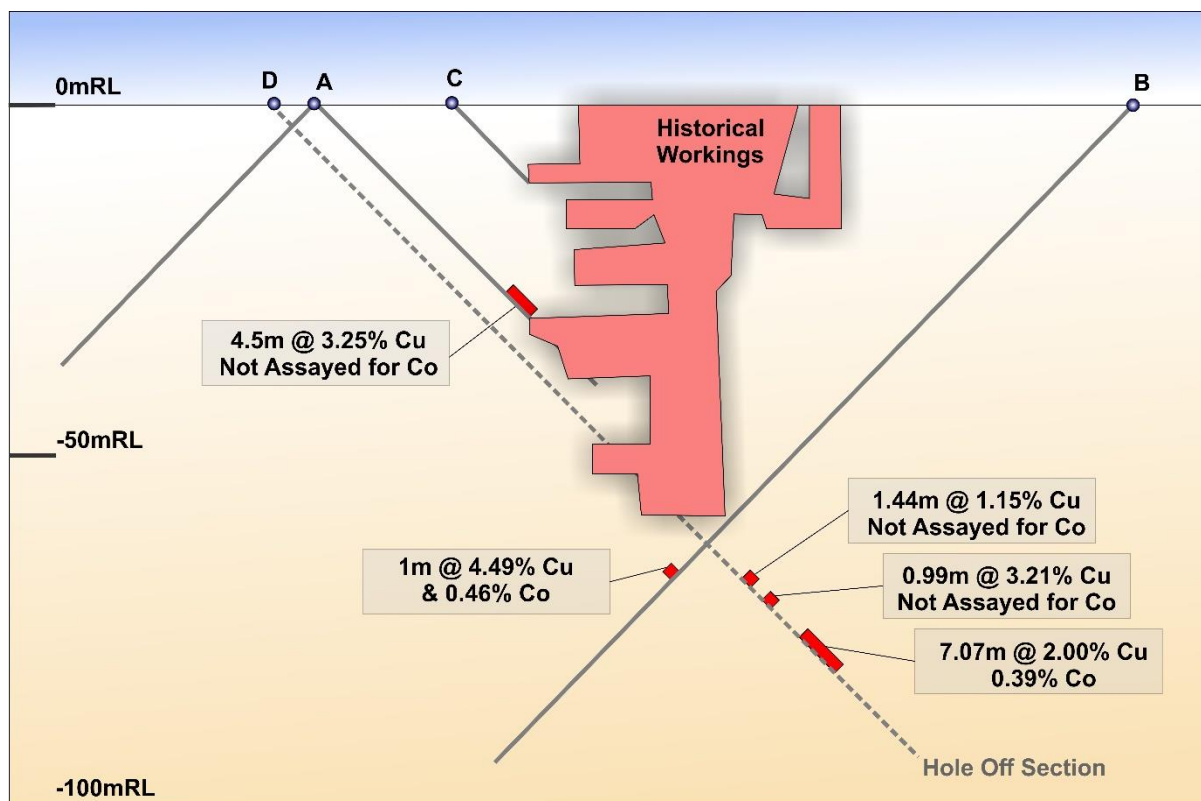 0mRL
D
A
C
B
Historical
Workings
4.5m @ 3.25% Cu
Not Assayed for Co
-50mRL
1m @ 4.49% Cu
& 0.46% Co
1.44m @ 1.15% Cu
Not Assayed for Co
0.99m @ 3.21% Cu
Not Assayed for Co
7.07m @ 2.00% Cu
0.39% Co
Hole Off Section
-100mRL